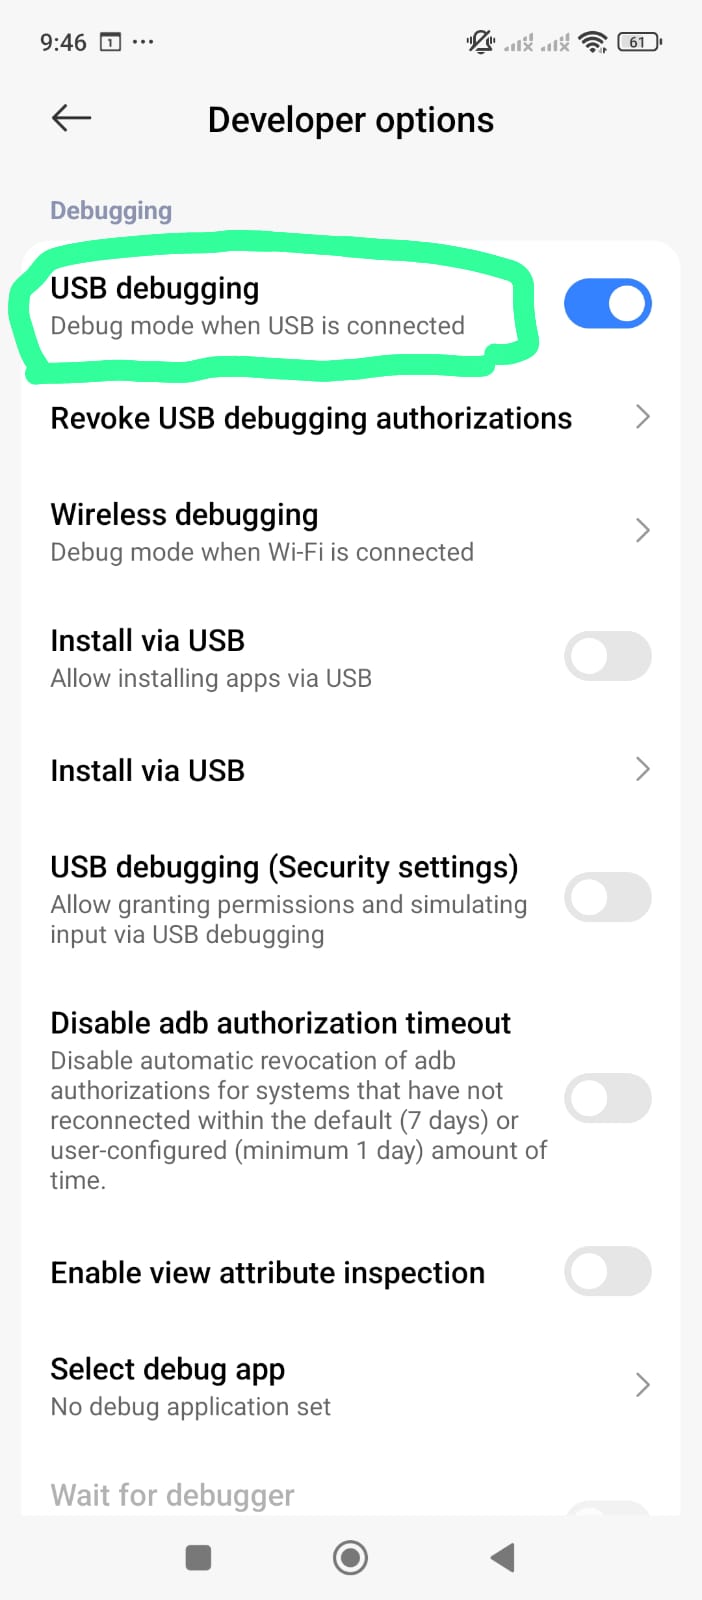 9:46 1 ... 61
Developer options
Debugging
USB debugging
Debug mode when USB is connected
Revoke USB debugging authorizations
Wireless debugging
Debug mode when Wi-Fi is connected
Install via USB
Allow installing apps via USB
Install via USB
USB debugging (Security settings)
Allow granting permissions and simulating
input via USB debugging
Disable adb authorization timeout
Disable automatic revocation of adb
authorizations for systems that have not
reconnected within the default (7 days) or
user-configured (minimum 1 day) amount of
time.
Enable view attribute inspection
Select debug app
No debug application set
Wait for debugger